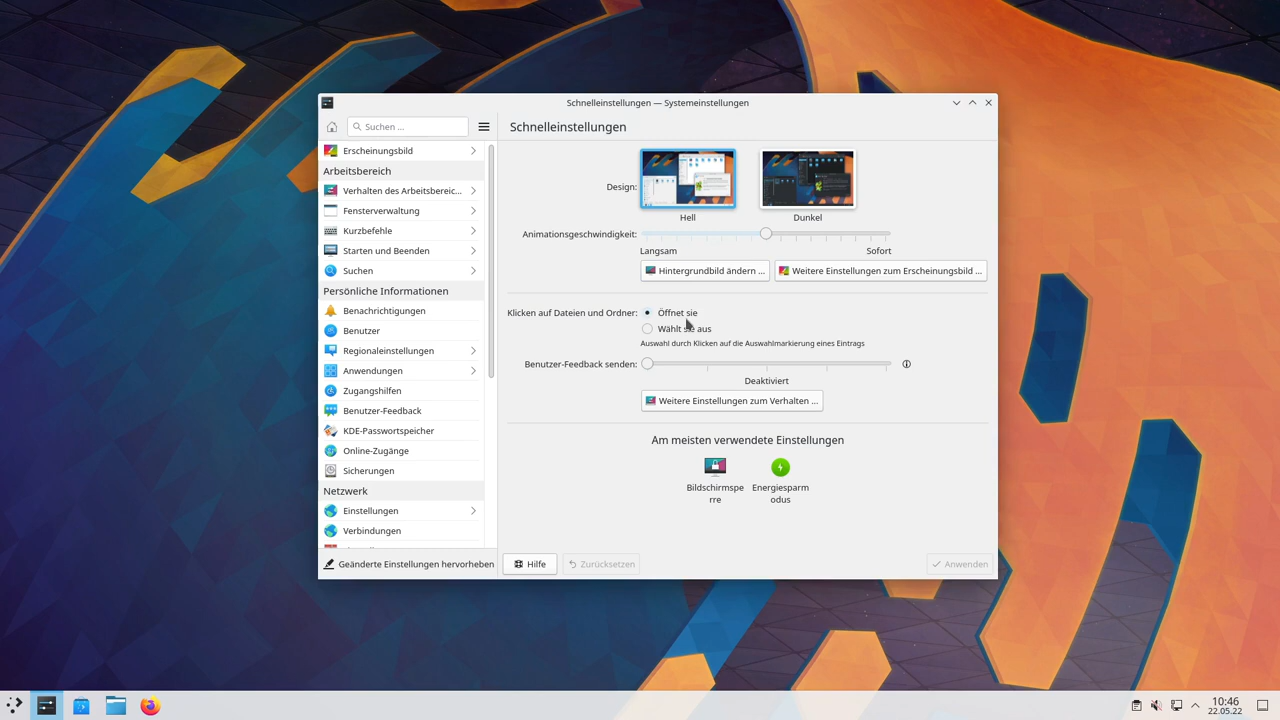 Schnelleinstellungen — Systemeinstellungen
Suchen ...
Schnelleinstellungen
Erscheinungsbild
Arbeitsbereich
Verhalten des Arbeitsbereic...
Fensterverwaltung
Kurzbefehle
Starten und Beenden
Suchen
Persönliche Informationen
Benachrichtigungen
Benutzer
Regionaleinstellungen
Anwendungen
Zugangshilfen
Benutzer-Feedback
KDE-Passwortspeicher
Online-Zugänge
Sicherungen
Netzwerk
Einstellungen
Verbindungen
Geänderte Einstellungen hervorheben
Design:
Hell
Dunkel
Animationsgeschwindigkeit:
Langsam
Sofort
Hintergrundbild ändern ...
Weitere Einstellungen zum Erscheinungsbild ...
Klicken auf Dateien und Ordner:
Öffnet sie
Wählt sie aus
Auswahl durch Klicken auf die Auswahlmarkierung eines Eintrags
Benutzer-Feedback senden:
Deaktiviert
Weitere Einstellungen zum Verhalten ...
Am meisten verwendete Einstellungen
Bildschirmspe
rre
Energiesparm
odus
Hilfe
Zurücksetzen
Anwenden
10:46
22.05.22